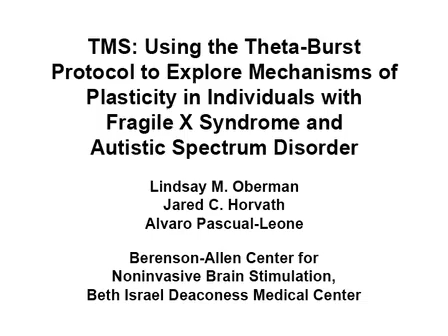 TMS: Using the Theta-Burst
Protocol to Explore Mechanisms of
Plasticity in Individuals with
Fragile X Syndrome and
Autistic Spectrum Disorder
Lindsay M. Oberman
Jared C. Horvath
Alvaro Pascual-Leone
Berenson-Allen Center for
Noninvasive Brain Stimulation,
Beth Israel Deaconess Medical Center